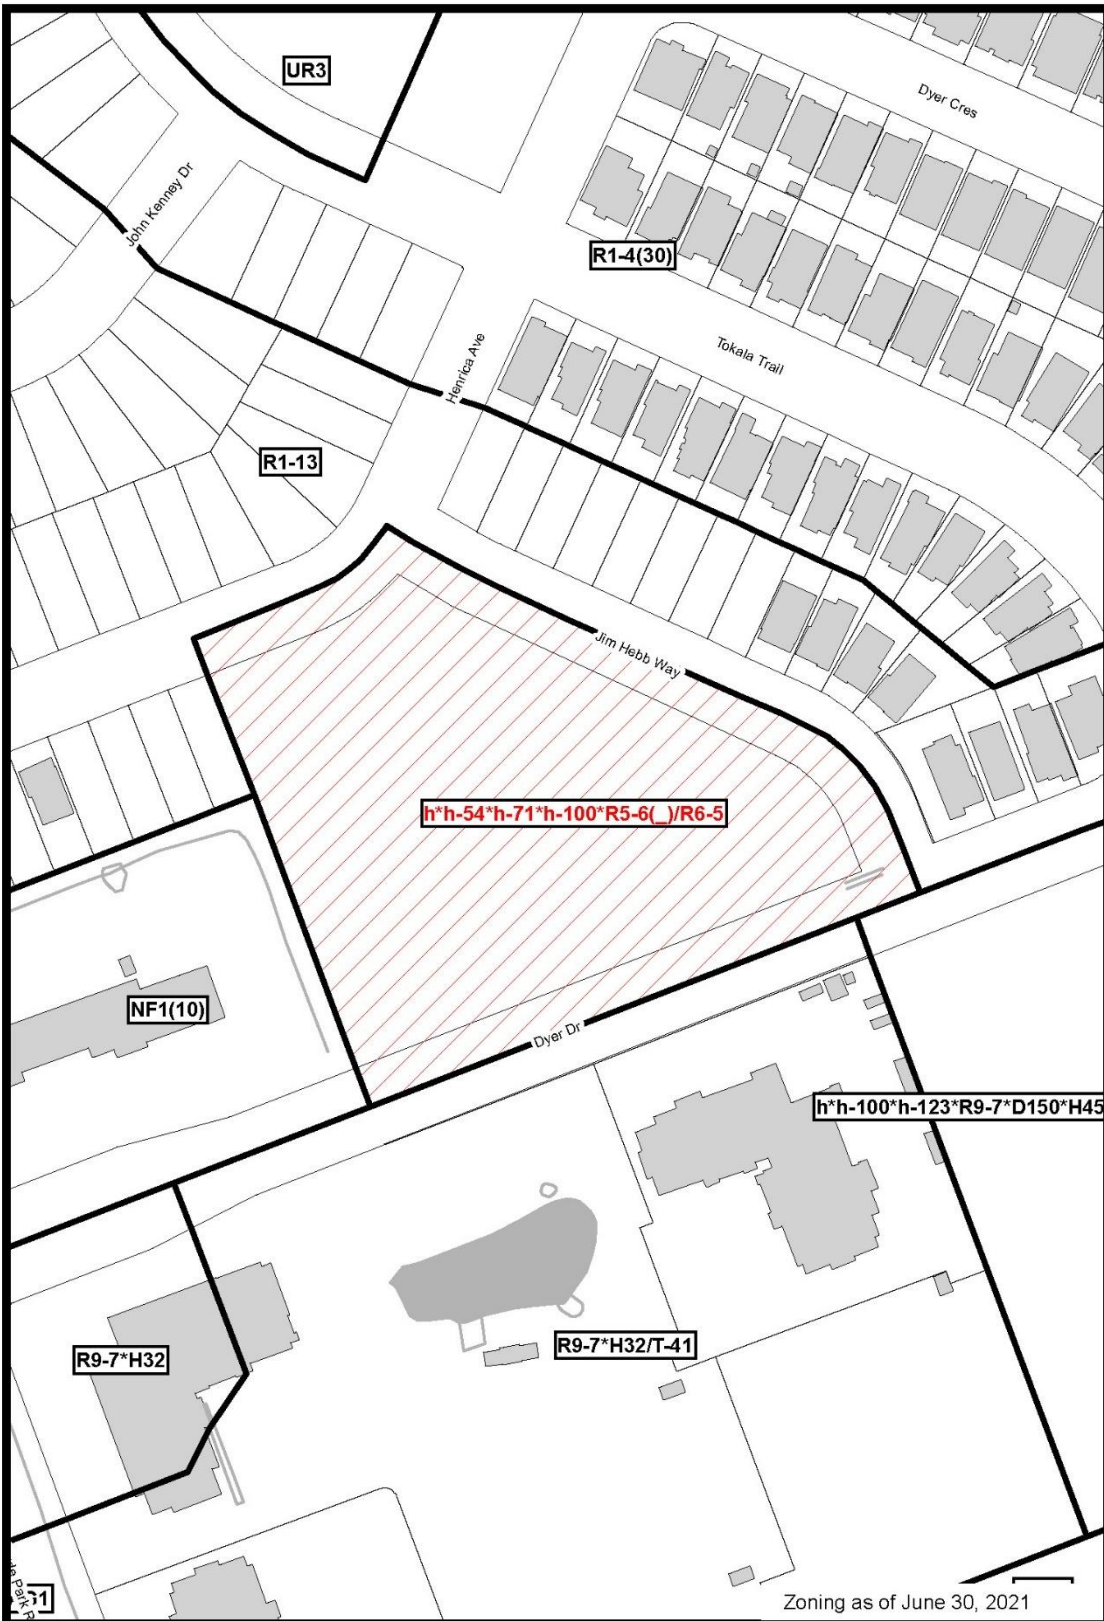 UR3
Dyer Cres
John Kenney Dr
R1-4(30)
Tokala Trail
Henrica Ave
R1-13
Jim Hebb Way
h*h-54*h-71*h-100*R5-6(_)/R6-5
NF1(10)
Dyer Dr
h*h-100*h-123*R9-7*D150*H45
R9-7*H32/T-41
R9-7*H32
Park
Zoning as of June 30, 2021